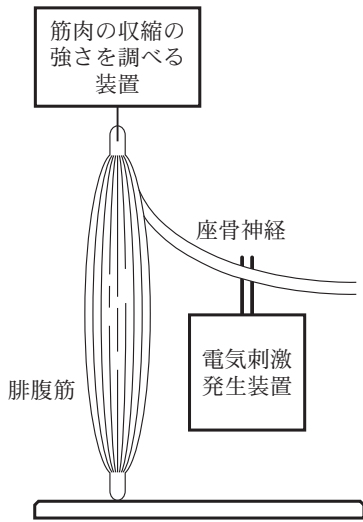 筋肉の収縮の
強さを調べる
装置
座骨神経
電気刺激
発生装置
腓腹筋